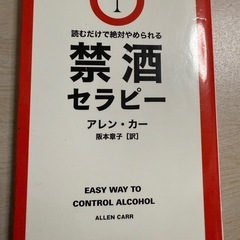 1
読むだけで絶対やめられる
禁酒
セラピー
アレン・カー
阪本章子[訳]
EASY WAY TO
CONTROL ALCOHOL
ALLEN CARR